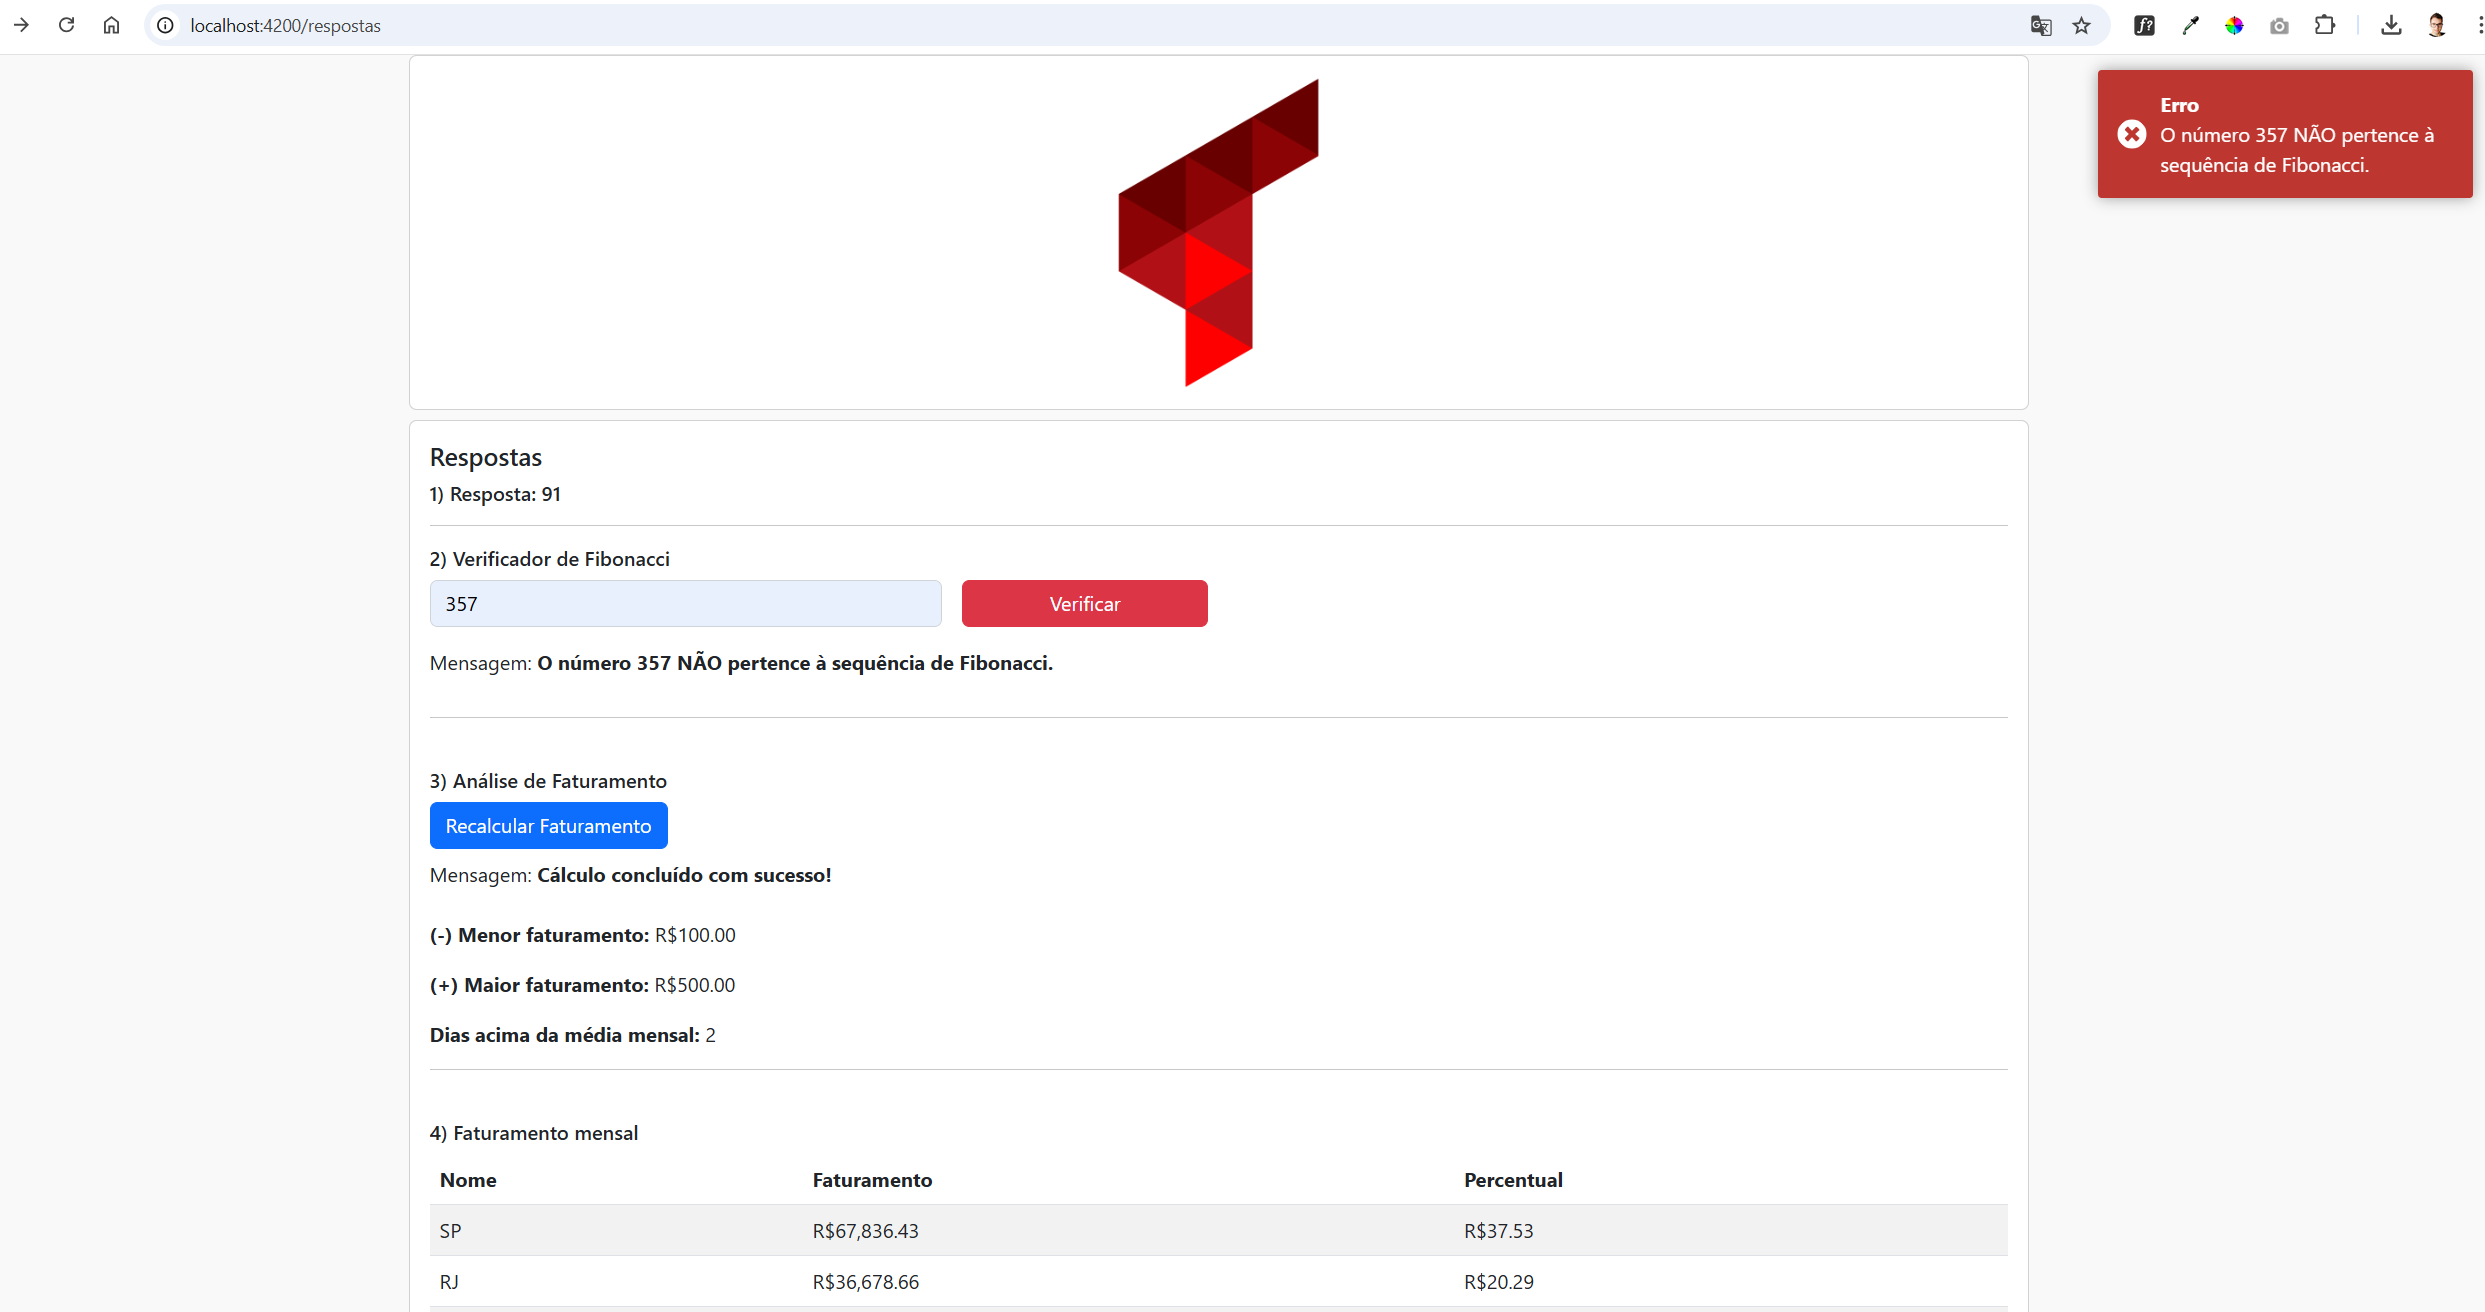 localhost:4200/respostas
Erro
O número 357 NÃO pertence à
sequência de Fibonacci.
Respostas
1) Resposta: 91
2) Verificador de Fibonacci
357
Verificar
Mensagem: O número 357 NÃO pertence à sequência de Fibonacci.
3) Análise de Faturamento
Recalcular Faturamento
Mensagem: Cálculo concluído com sucesso!
(-) Menor faturamento: R$100.00
(+) Maior faturamento: R$500.00
Dias acima da média mensal: 2
4) Faturamento mensal
Nome Faturamento Percentual
SP R$67,836.43 R$37.53
RJ R$36,678.66 R$20.29